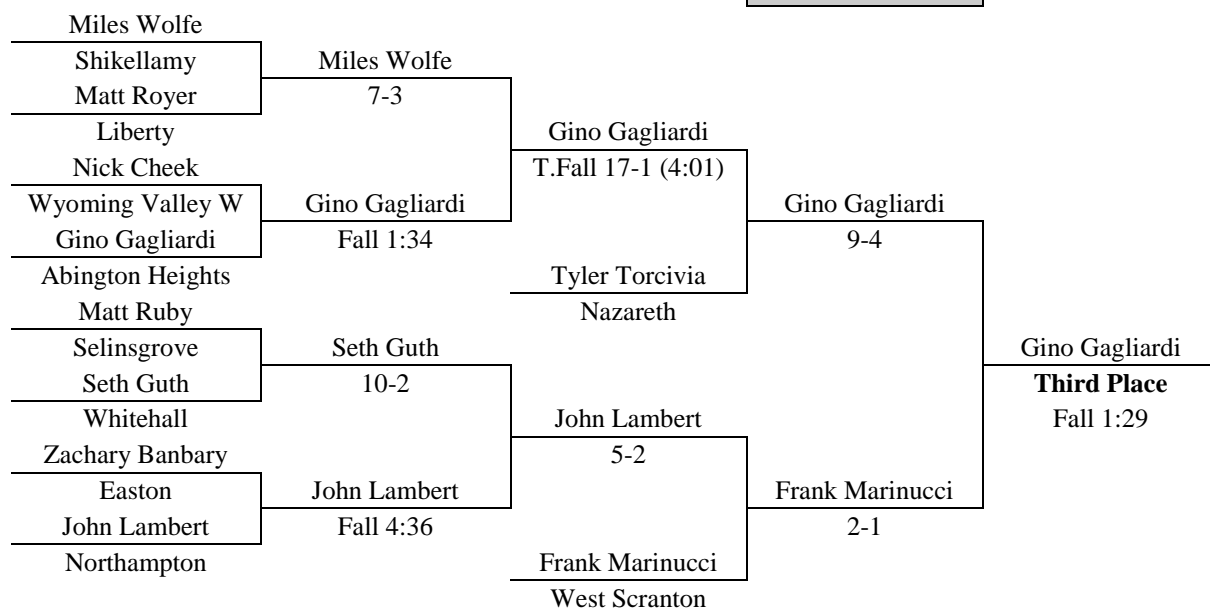 Miles Wolfe
Shikellamy
Miles Wolfe
Matt Royer
7-3
Liberty
Gino Gagliardi
Nick Cheek
T.Fall 17-1 (4:01)
Wyoming Valley W
Gino Gagliardi
Gino Gagliardi
Gino Gagliardi
Fall 1:34
9-4
Abington Heights
Tyler Torcivia
Matt Ruby
Nazareth
Selinsgrove
Seth Guth
Gino Gagliardi
Seth Guth
10-2
Third Place
Whitehall
John Lambert
Fall 1:29
Zachary Banbary
5-2
Easton
John Lambert
Frank Marinucci
John Lambert
Fall 4:36
2-1
Northampton
Frank Marinucci
West Scranton